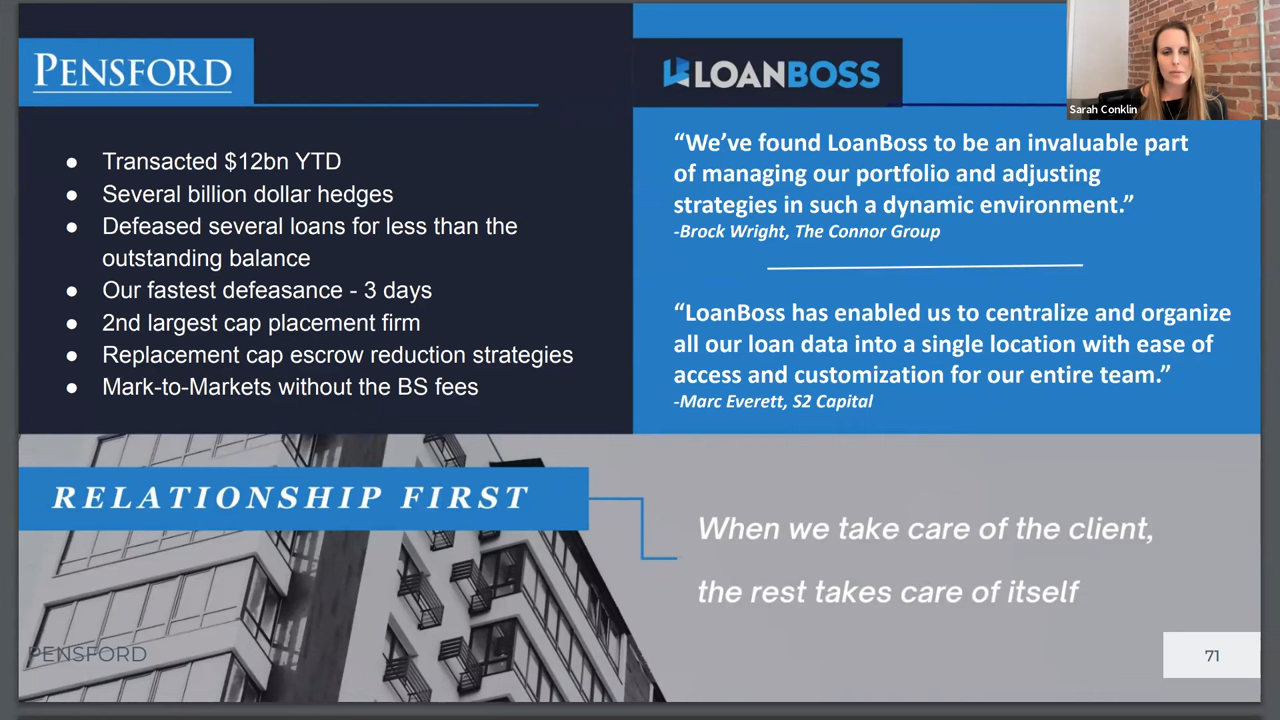 PENSFORD
LOANBOSS
Sarah Conklin
● Transacted $12bn YTD
● Several billion dollar hedges
● Defeased several loans for less than the
outstanding balance
● Our fastest defeasance - 3 days
● 2nd largest cap placement firm
● Replacement cap escrow reduction strategies
● Mark-to-Markets without the BS fees
“We’ve found LoanBoss to be an invaluable part
of managing our portfolio and adjusting
strategies in such a dynamic environment.”
-Brock Wright, The Connor Group
“LoanBoss has enabled us to centralize and organize
all our loan data into a single location with ease of
access and customization for our entire team.”
-Marc Everett, S2 Capital
RELATIONSHIP FIRST
When we take care of the client,
the rest takes care of itself
PENSFORD
71